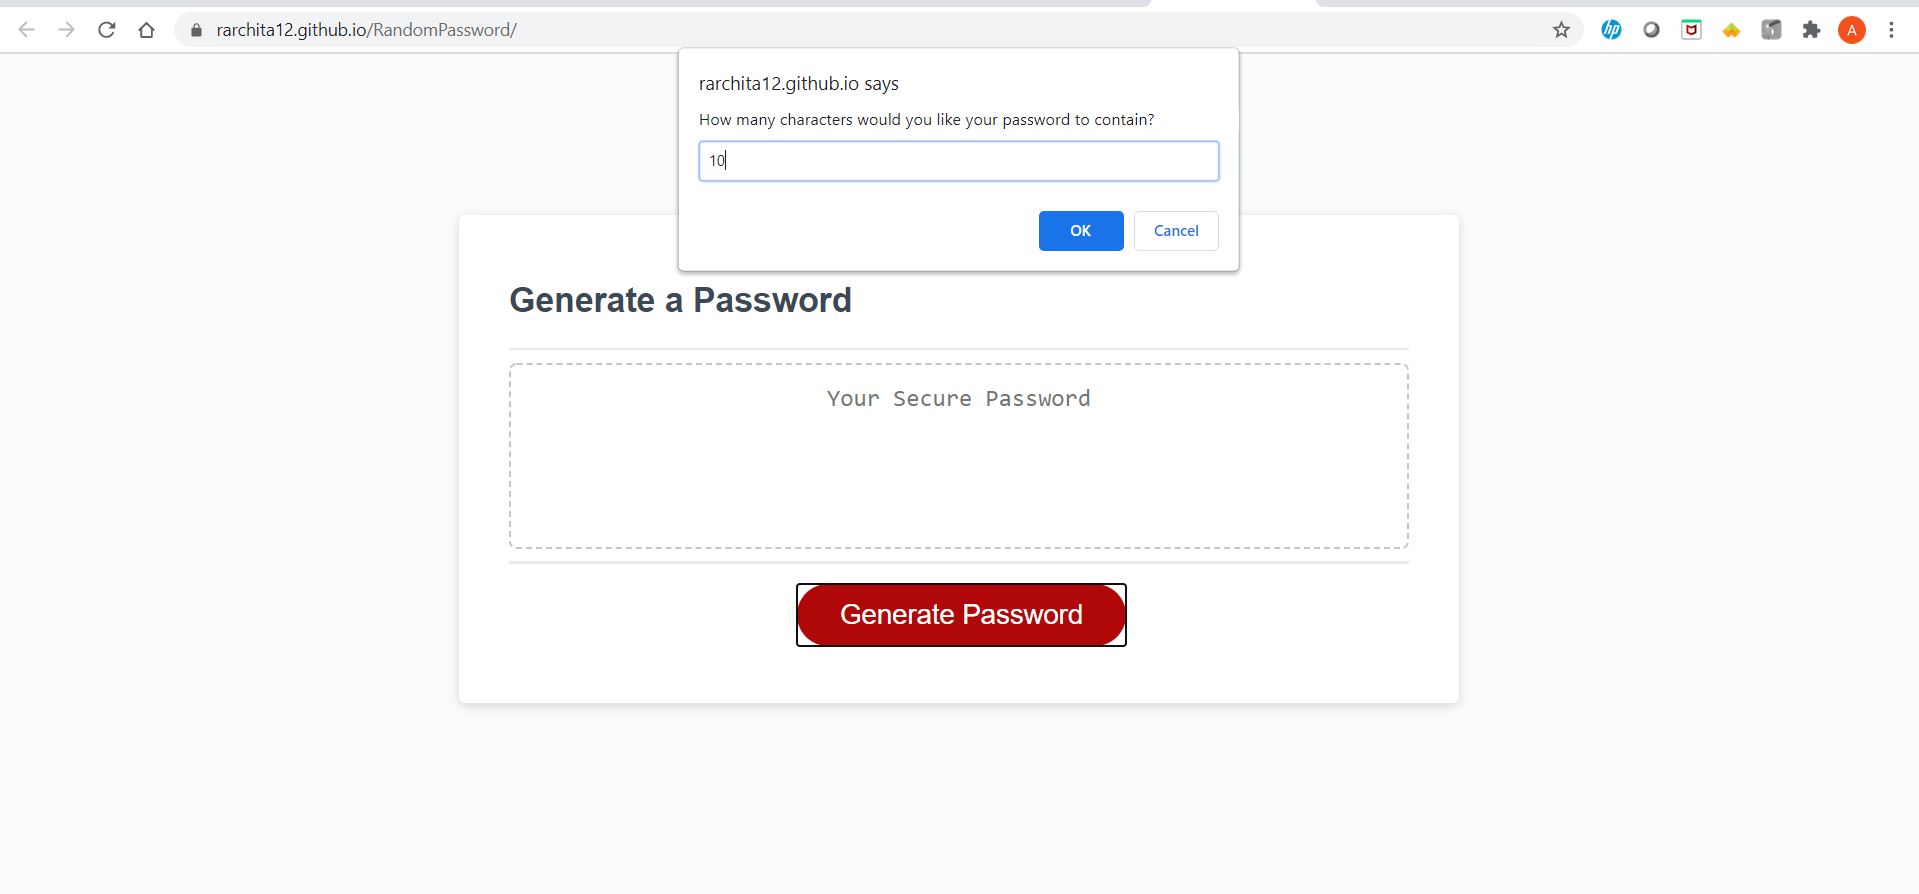 rarchita12.github.io/RandomPassword/
hp
A
rarchita12.github.io says
How many characters would you like your password to contain?
10
OK
Cancel
Generate a Password
Your Secure Password
Generate Password